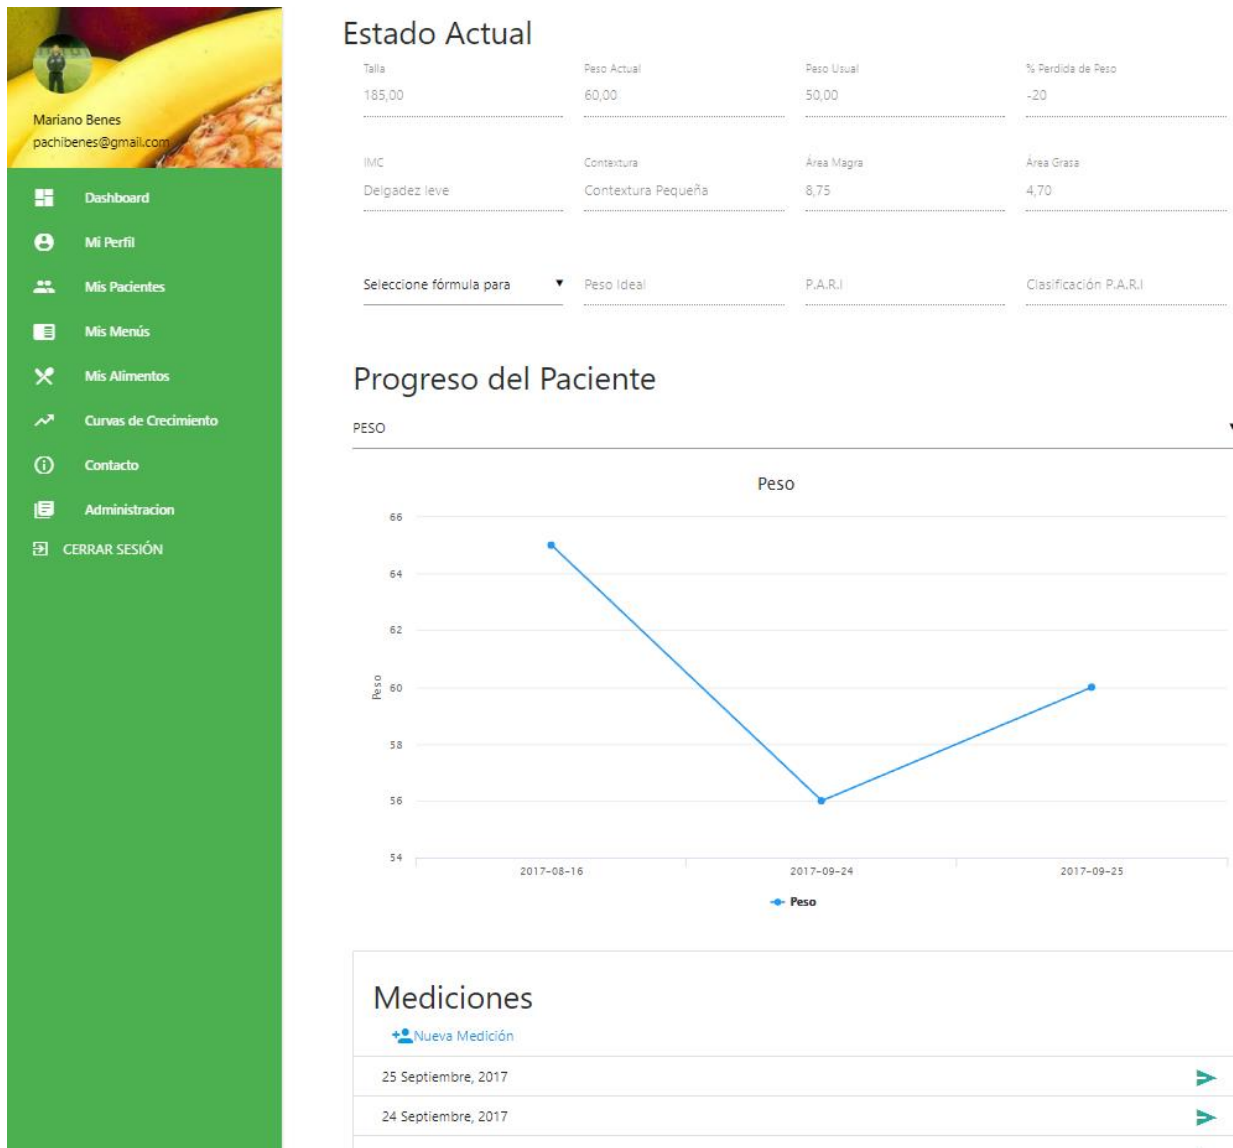 Mariano Benes
pachibenes@gmail.com
Dashboard
Mi Perfil
Mis Pacientes
Mis Menús
Mis Alimentos
Curvas de Crecimiento
Contacto
Administracion
CERRAR SESIÓN
Estado Actual
Talla Peso Actual Peso Usual % Perdida de Peso
185,00 60,00 50,00 -20
IMC Contextura Área Magra Área Grasa
Delgadez leve Contextura Pequeña 8,75 4,70
Seleccione fórmula para Peso Ideal P.A.R.I Clasificación P.A.R.I
Progreso del Paciente
PESO
Peso
66
64
62
60
58
56
54
Peso
2017-08-16 2017-09-24 2017-09-25
Peso
Mediciones
Nueva Medición
25 Septiembre, 2017
24 Septiembre, 2017